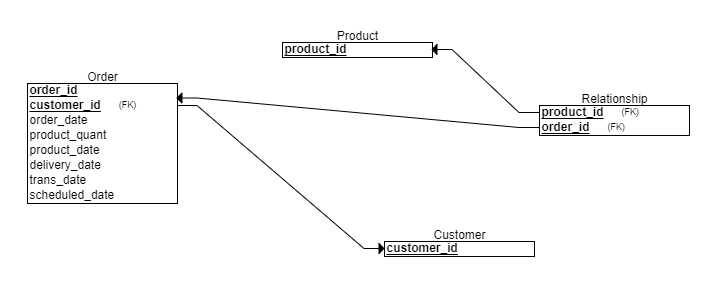 Product
product_id
Order
order_id
customer_id (FK)
order_date
product_quant
product_date
delivery_date
trans_date
scheduled_date
Relationship
product_id (FK)
order_id (FK)
Customer
customer_id